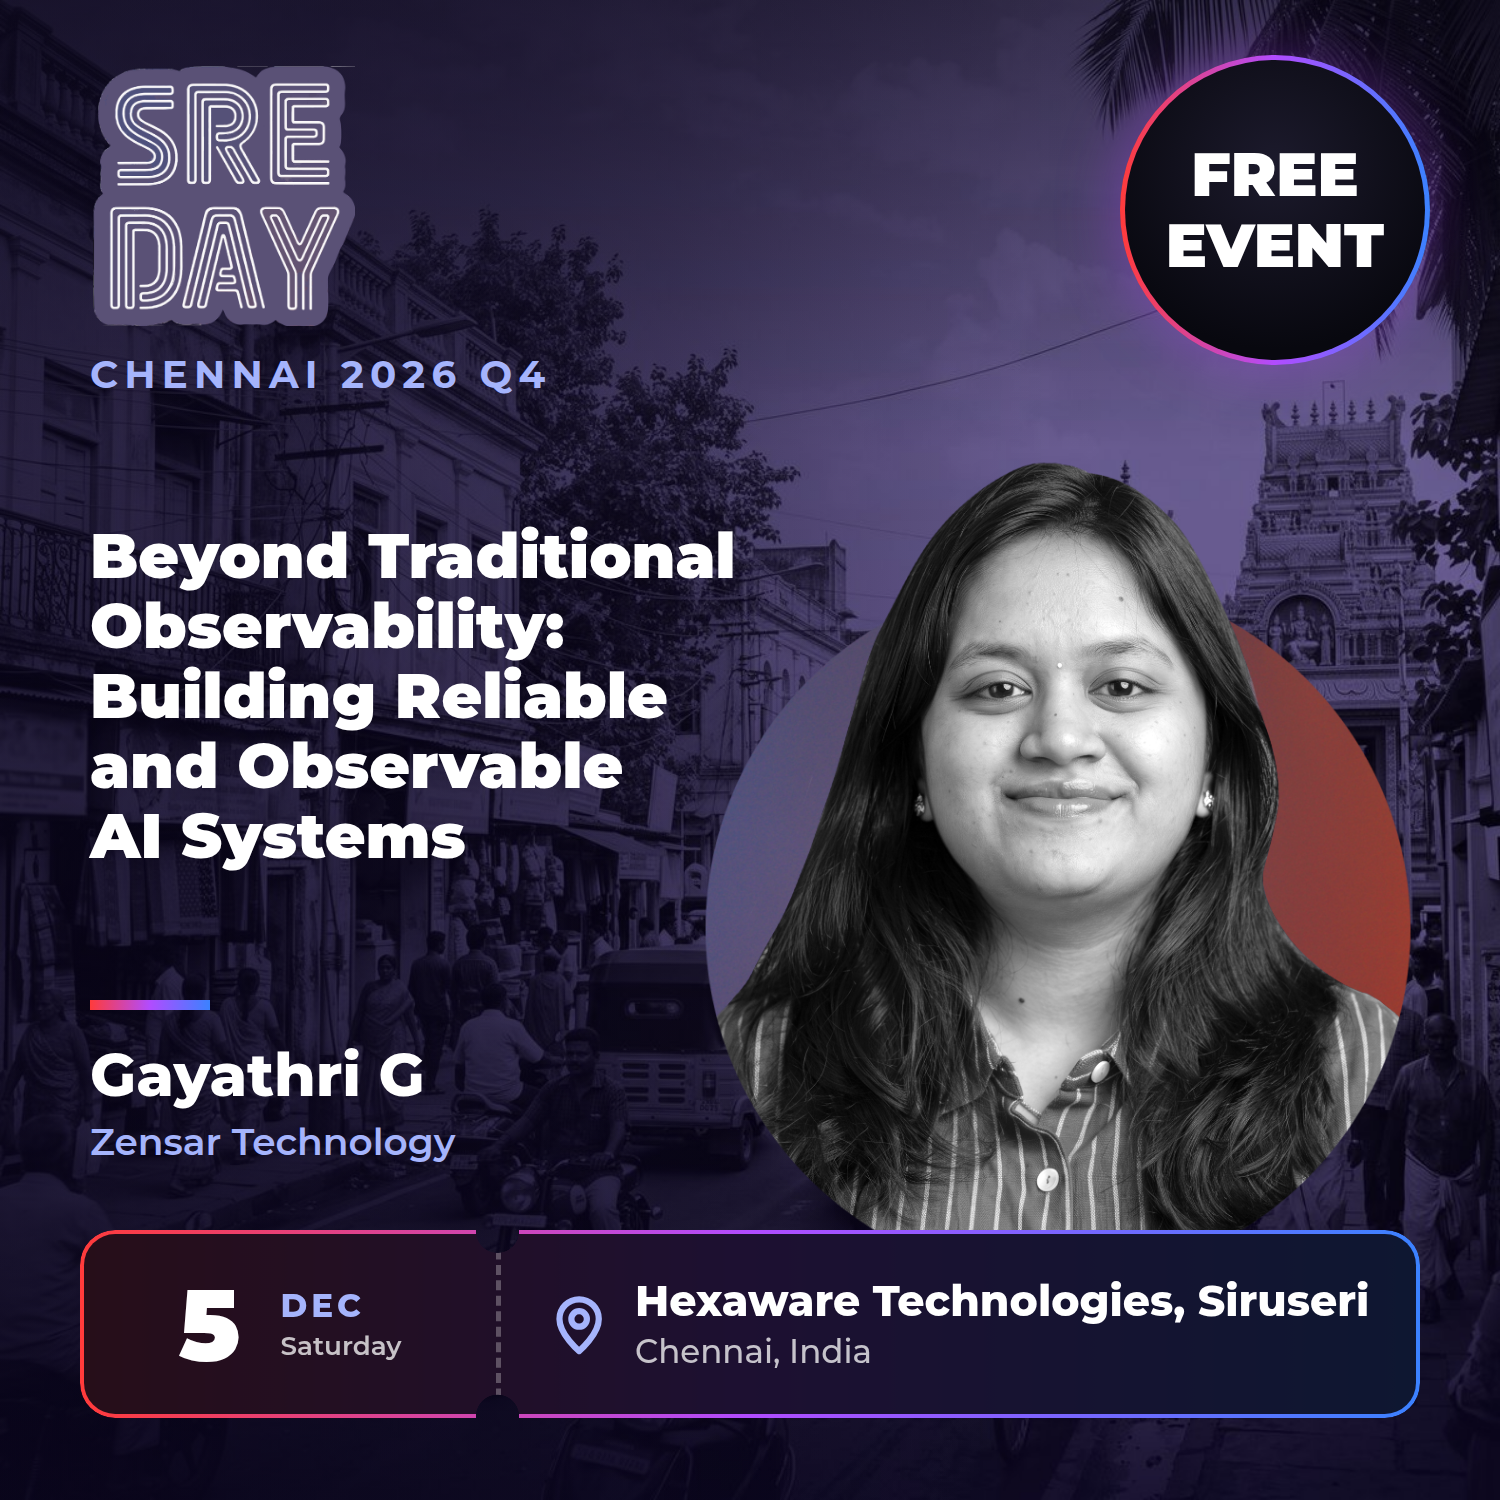 SRE
DAY
CHENNAI 2026 Q4
FREE
EVENT
Beyond Traditional
Observability:
Building Reliable
and Observable
AI Systems
Gayathri G
Zensar Technology
5
DEC
Saturday
Hexaware Technologies, Siruseri
Chennai, India